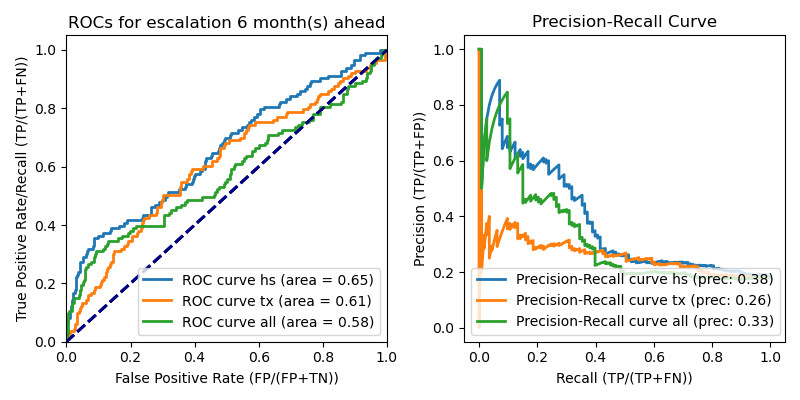 ROCs for escalation 6 month(s) ahead
True Positive Rate/Recall (TP/(TP+FN))
1.0
0.8
0.6
0.4
0.2
0.0
ROC curve hs (area = 0.65)
ROC curve tx (area = 0.61)
ROC curve all (area = 0.58)
0.0 0.2 0.4 0.6 0.8 1.0
False Positive Rate (FP/(FP+TN))
Precision-Recall Curve
Precision (TP/(TP+FP))
1.0
0.8
0.6
0.4
0.2
0.0
Precision-Recall curve hs (prec: 0.38)
Precision-Recall curve tx (prec: 0.26)
Precision-Recall curve all (prec: 0.33)
0.0 0.2 0.4 0.6 0.8 1.0
Recall (TP/(TP+FN))